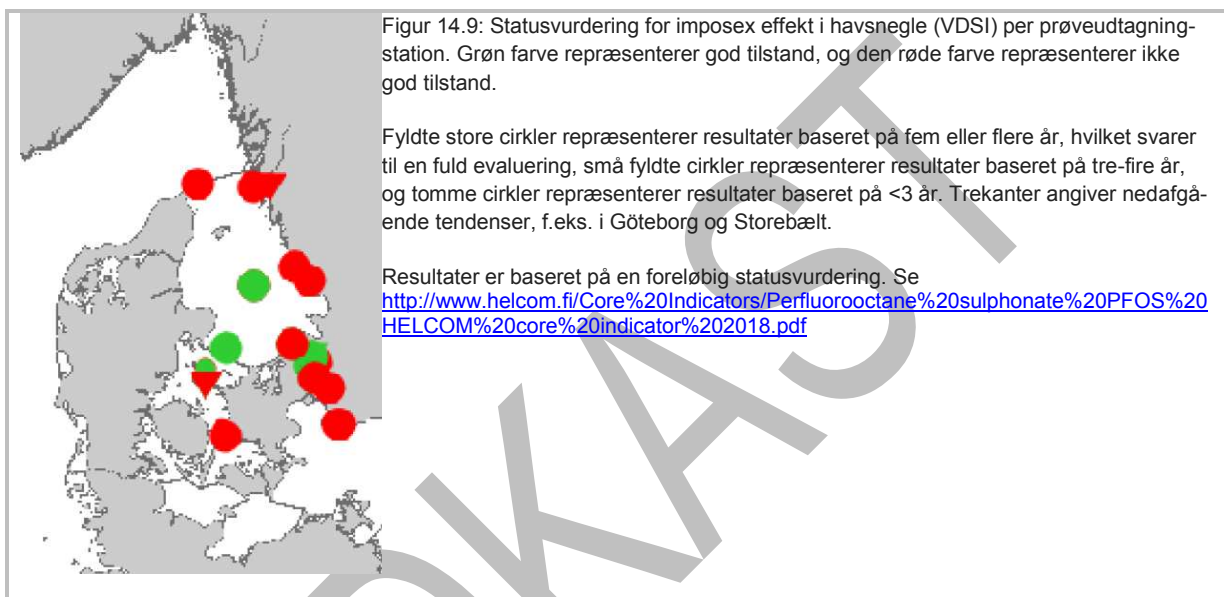 Figur 14.9: Statusvurdering for imposex effekt i havsnegle (VDSI) per prøveudtagning-
station. Grøn farve repræsenterer god tilstand, og den røde farve repræsenterer ikke
god tilstand.
Fyldte store cirkler repræsenterer resultater baseret på fem eller flere år, hvilket svarer
til en fuld evaluering, små fyldte cirkler repræsenterer resultater baseret på tre-fire år,
og tomme cirkler repræsenterer resultater baseret på <3 år. Trekanter angiver nedafgå-
ende tendenser, f.eks. i Göteborg og Storebælt.
Resultater er baseret på en foreløbig statusvurdering. Se
http://www.helcom.fi/Core%20Indicators/Perfluorooctane%20sulphonate%20PFOS%20
HELCOM%20core%20indicator%202018.pdf
DKAST